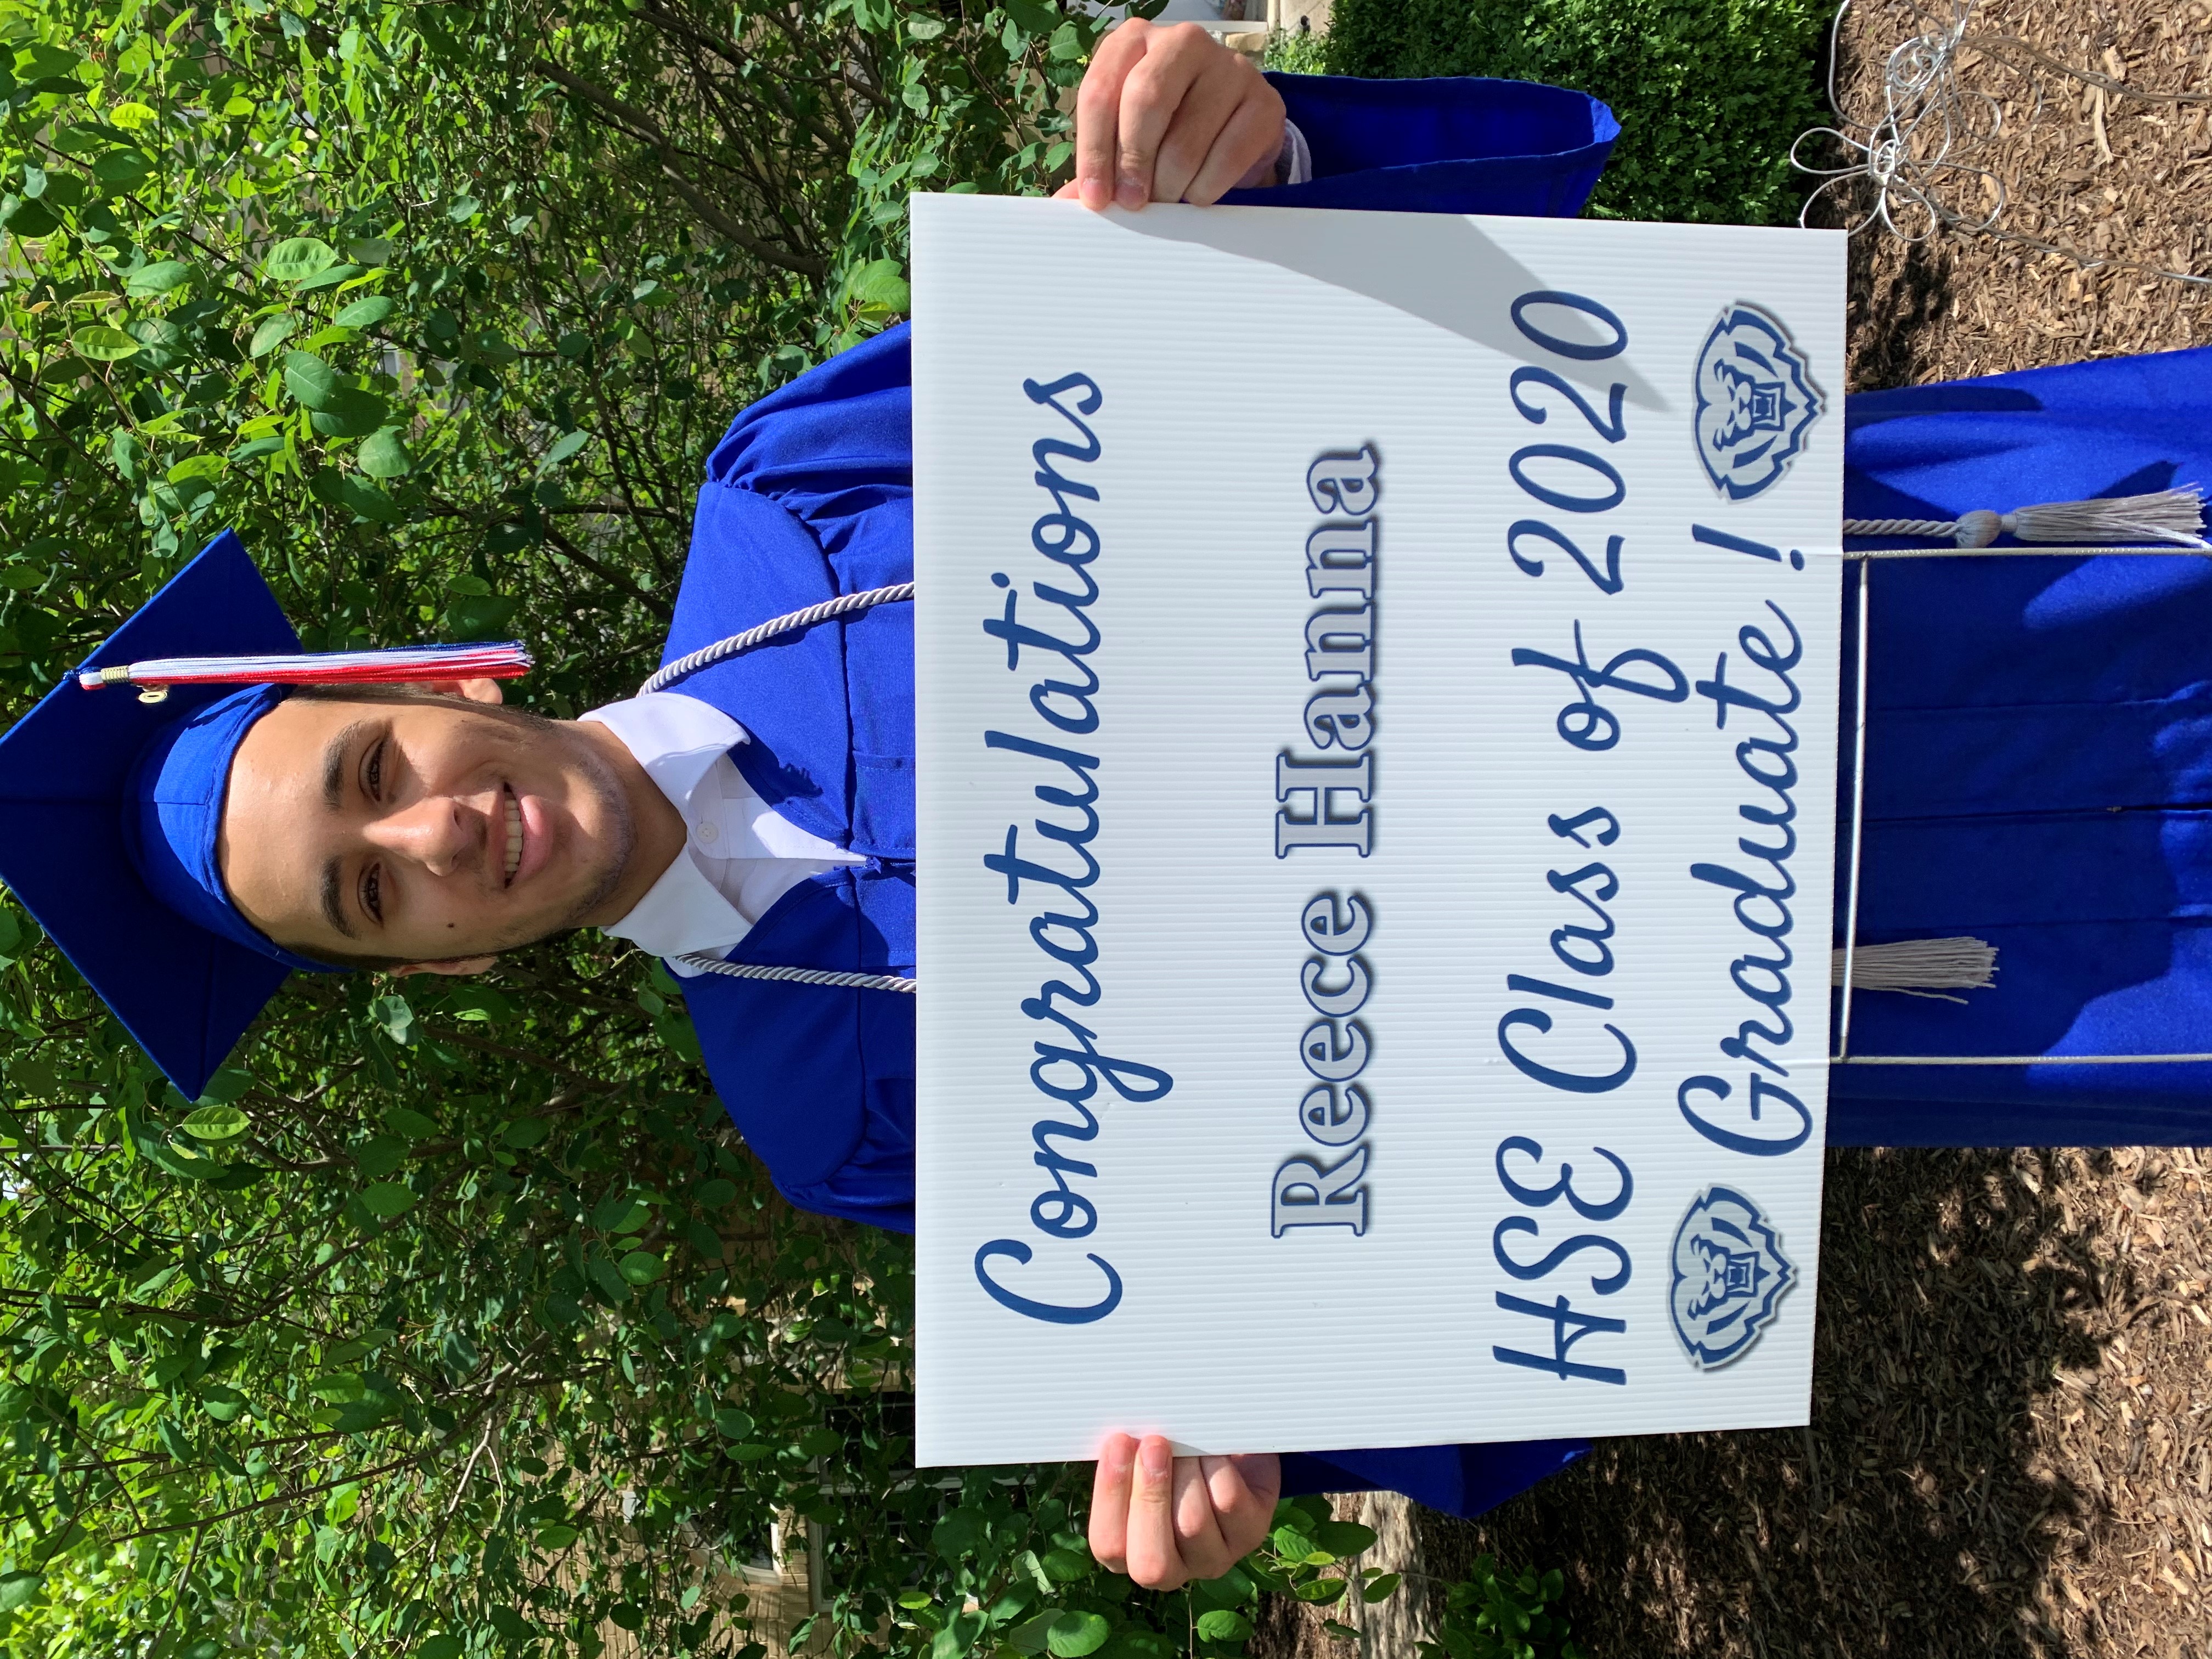 Congratulations
Reece Hanna
HSE Class of 2020
Graduate !